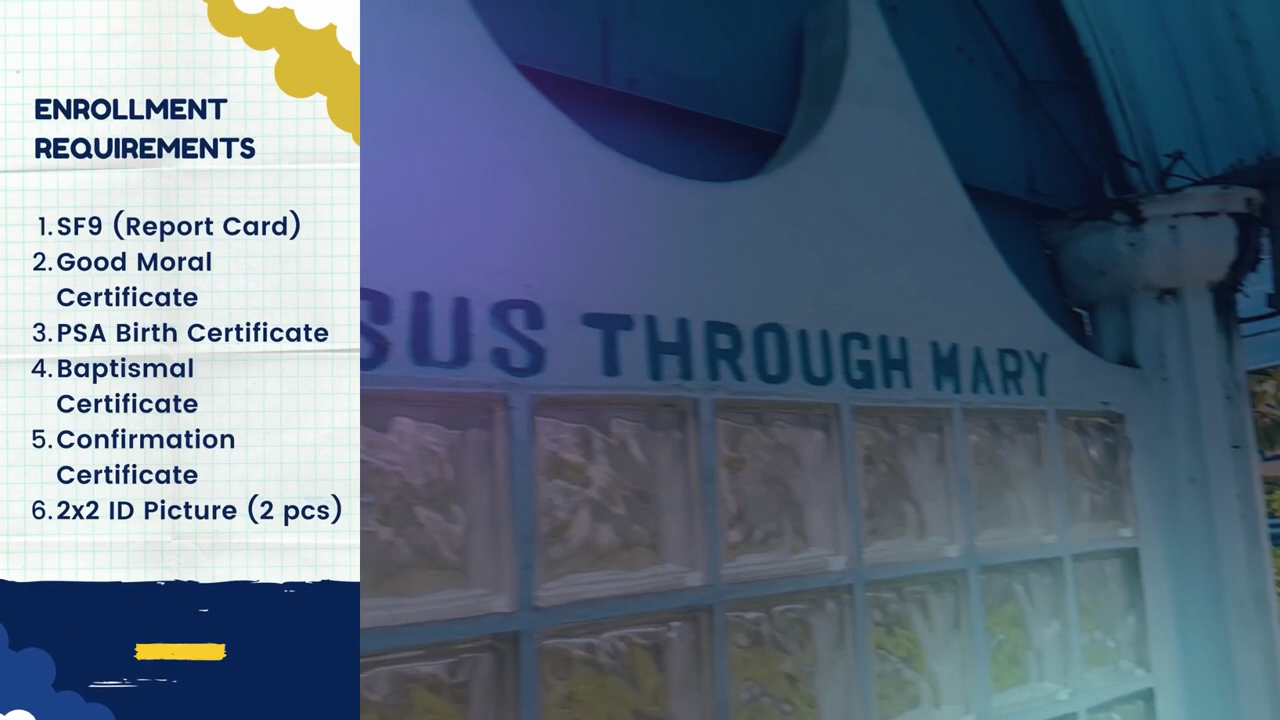 ENROLLMENT
REQUIREMENTS
1. SF9 (Report Card)
2. Good Moral
Certificate
3. PSA Birth Certificate
4. Baptismal
Certificate
5. Confirmation
Certificate
6. 2x2 ID Picture (2 pcs)
SUS THROUGH MARY